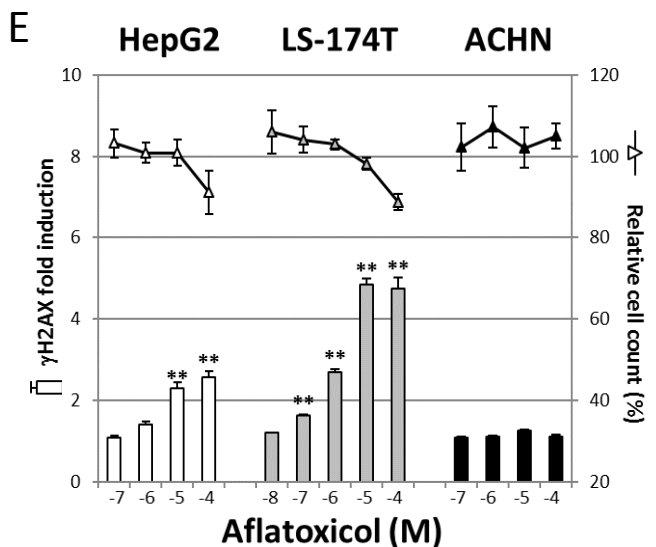 E
HepG2 LS-174T ACHN
10 120
8 100
6 80
4 60
2 40
0 20
γH2AX fold induction
Relative cell count (%)
** ** ** ** ** **
-7 -6 -5 -4 -8 -7 -6 -5 -4 -7 -6 -5 -4
Aflatoxicol (M)